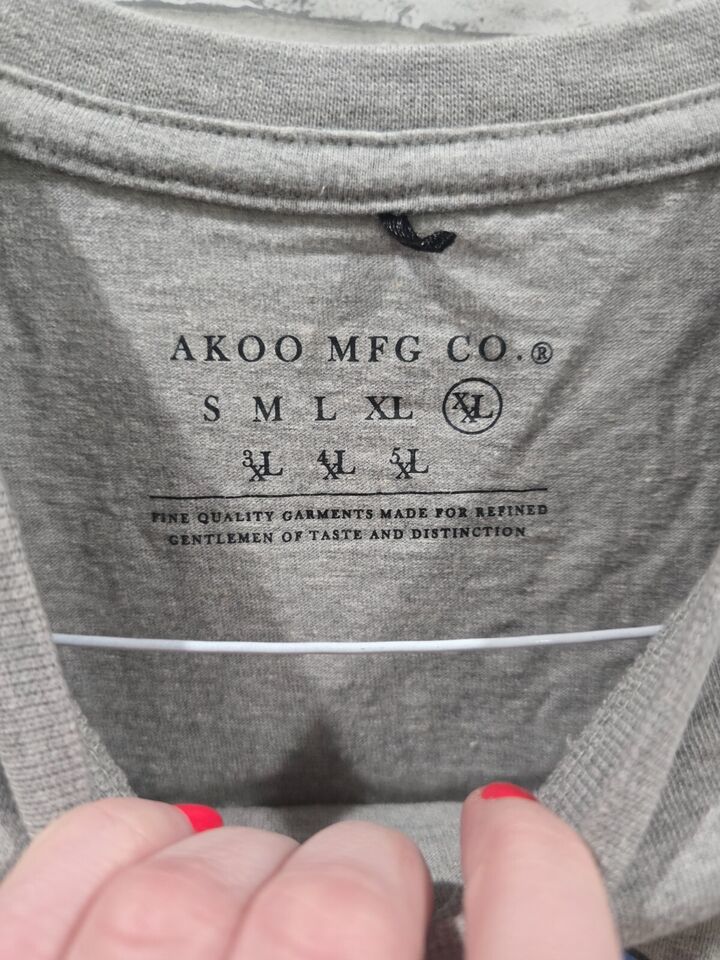 AKOO MFG CO.®
S M L XL XXL
3XL 4XL 5XL
FINE QUALITY GARMENTS MADE FOR REFINED
GENTLEMEN OF TASTE AND DISTINCTION